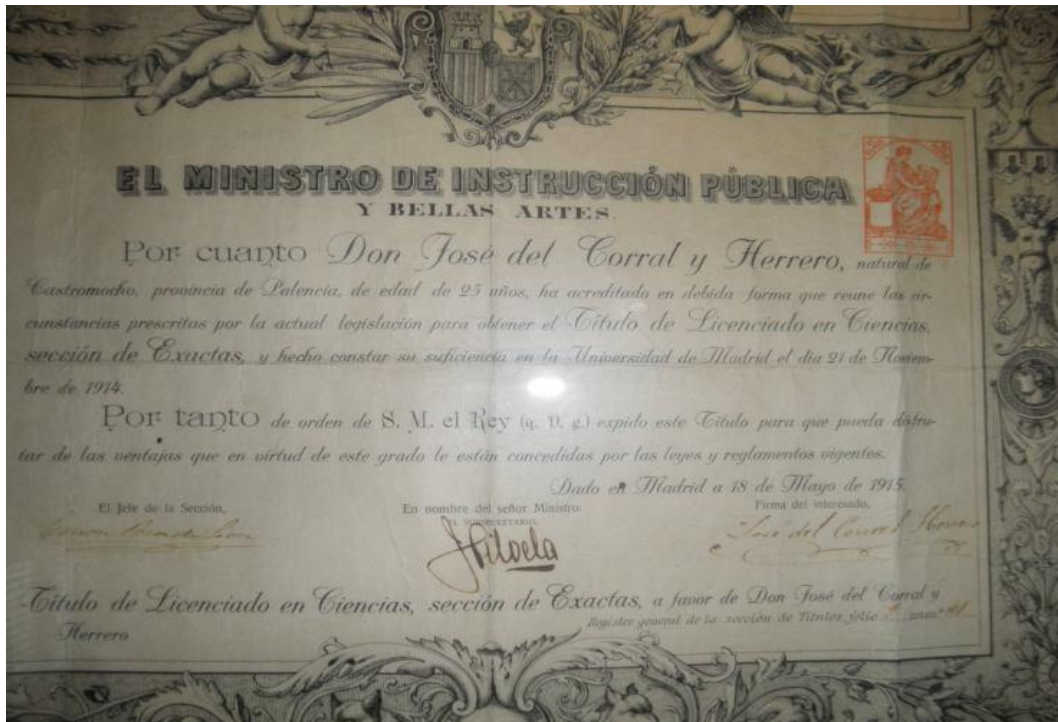 EL MINISTRO DE INSTRUCCIÓN PÚBLICA
Y BELLAS ARTES.
Por cuanto Don José del Corral y Herrero, natural de
Castromocho, provincia de Palencia, de edad de 25 años, ha acreditado en debida forma que reune las cir-
cunstancias prescritas por la actual legislación para obtener el Título de Licenciado en Ciencias,
sección de Exactas, y hecho constar su suficiencia en la Universidad de Madrid el dia 21 de Noviem-
bre de 1914.
Por tanto de orden de S. M. el Rey (q. D. g.) expido este Título para que pueda disfru-
tar de las ventajas que en virtud de este grado le están concedidas por las leyes y reglamentos vigentes.
Dado en Madrid a 18 de Mayo de 1915.
El Jefe de la Sección,
En nombre del señor Ministro:
EL SUBSECRETARIO,
Firma del interesado,
José del Corral Herrero
Título de Licenciado en Ciencias, sección de Exactas, a favor de Don José del Corral y
Herrero
Registro general de la sección de Títulos, folio